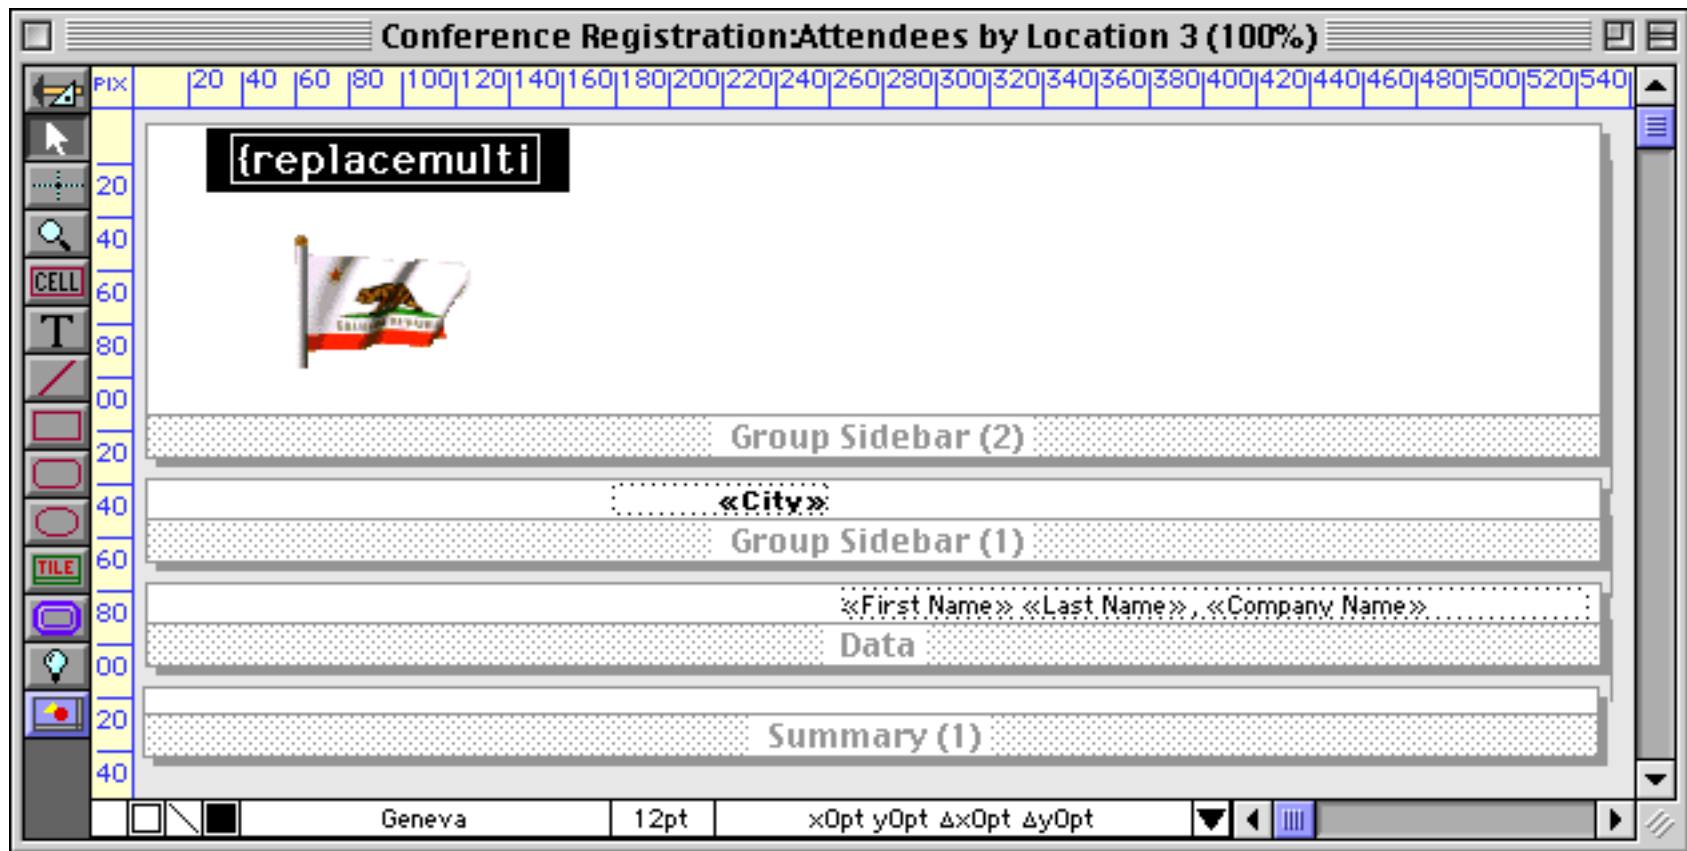 Conference Registration:Attendees by Location 3 (100%)
PIX 20 40 60 80 100 120 140 160 180 200 220 240 260 280 300 320 340 360 380 400 420 440 460 480 500 520 540
{replacemulti
20
40
CELL
60
T
80
00
Group Sidebar (2)
20
«City»
40
Group Sidebar (1)
60
TILE
«First Name» «Last Name», «Company Name»
80
Data
00
20
Summary (1)
40
Geneva 12pt xOpt yOpt ΔxOpt ΔyOpt